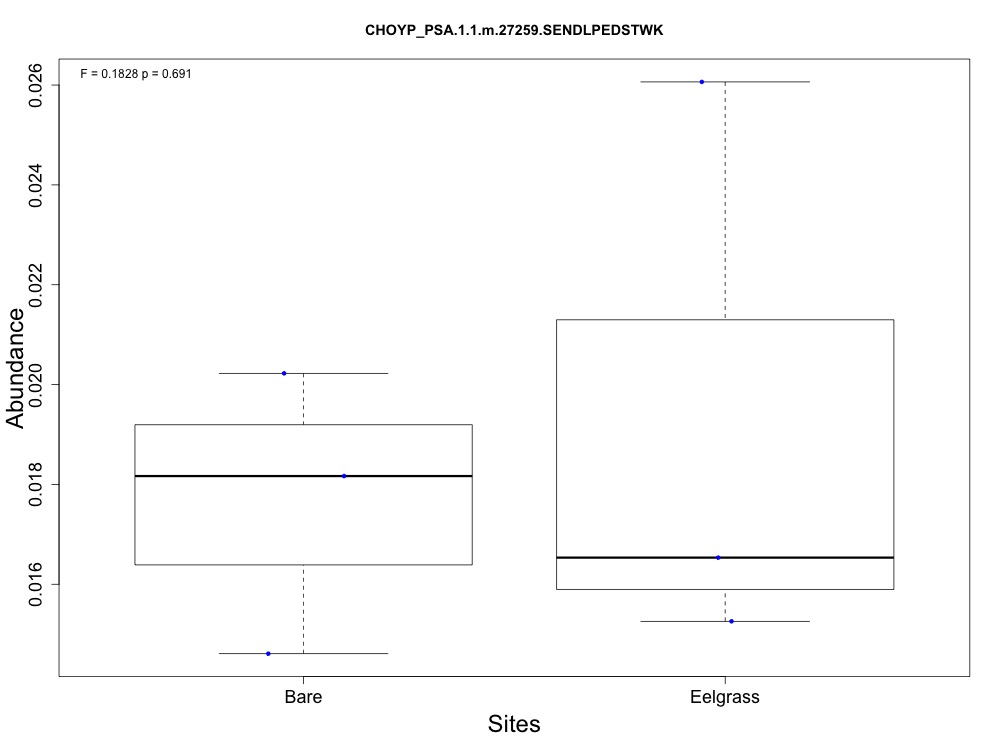 CHOYP_PSA.1.1.m.27259.SENDLPEDSTWK
F = 0.1828 p = 0.691
0.026
0.024
0.022
0.020
0.018
0.016
Abundance
Bare
Eelgrass
Sites